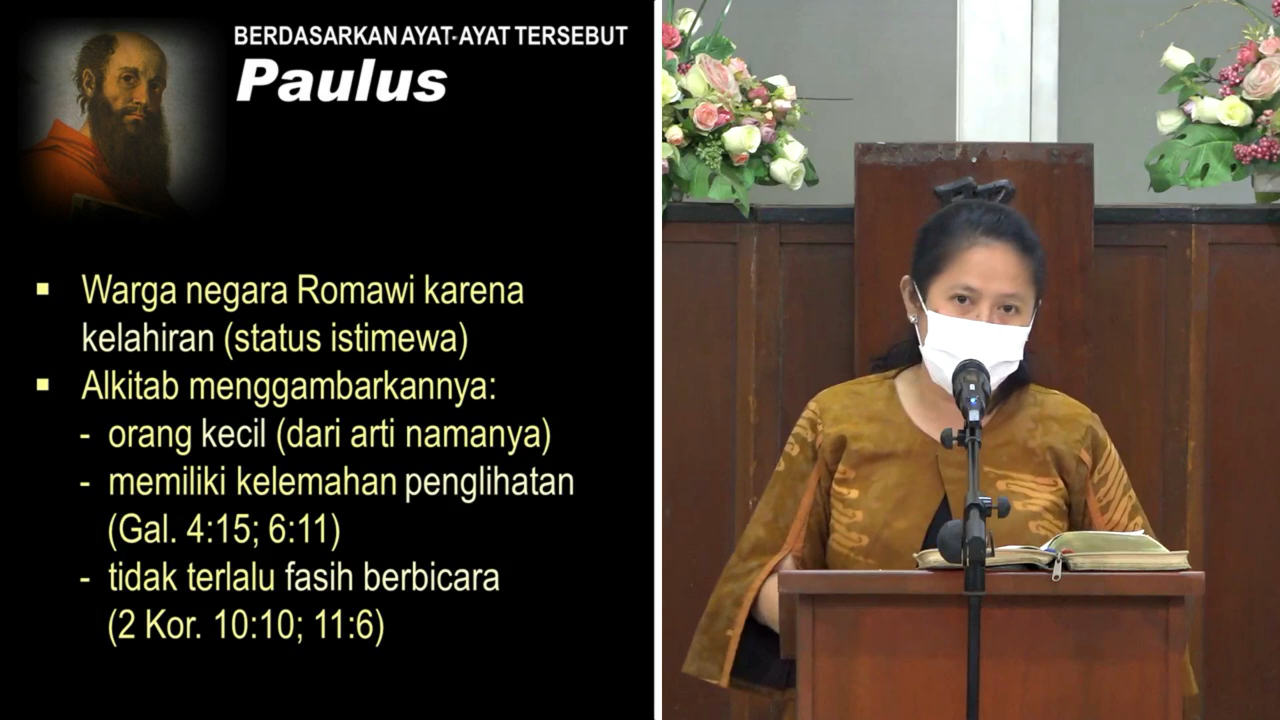 BERDASARKAN AYAT-AYAT TERSEBUT
Paulus
▪ Warga negara Romawi karena
kelahiran (status istimewa)
▪ Alkitab menggambarkannya:
- orang kecil (dari arti namanya)
- memiliki kelemahan penglihatan
(Gal. 4:15; 6:11)
- tidak terlalu fasih berbicara
(2 Kor. 10:10; 11:6)